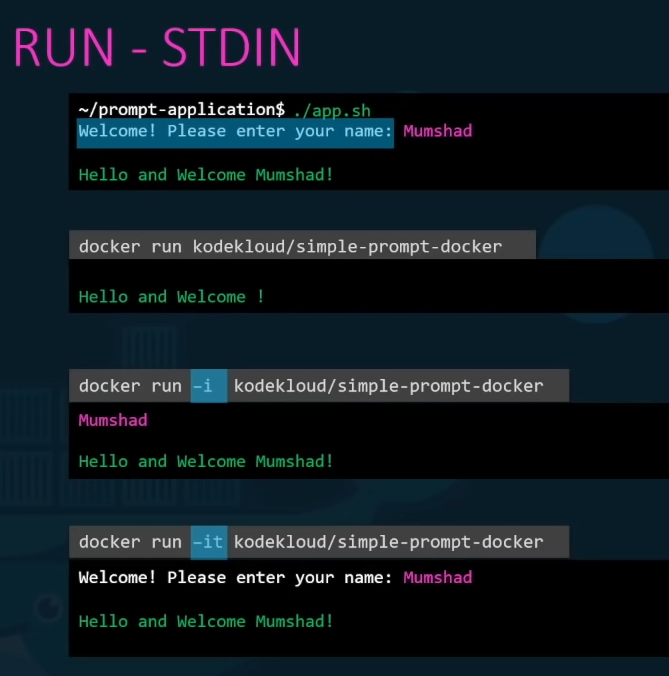 RUN - STDIN
~/prompt-application$ ./app.sh
Welcome! Please enter your name: Mumshad
Hello and Welcome Mumshad!
docker run kodekloud/simple-prompt-docker
Hello and Welcome !
docker run –i kodekloud/simple-prompt-docker
Mumshad
Hello and Welcome Mumshad!
docker run –it kodekloud/simple-prompt-docker
Welcome! Please enter your name: Mumshad
Hello and Welcome Mumshad!